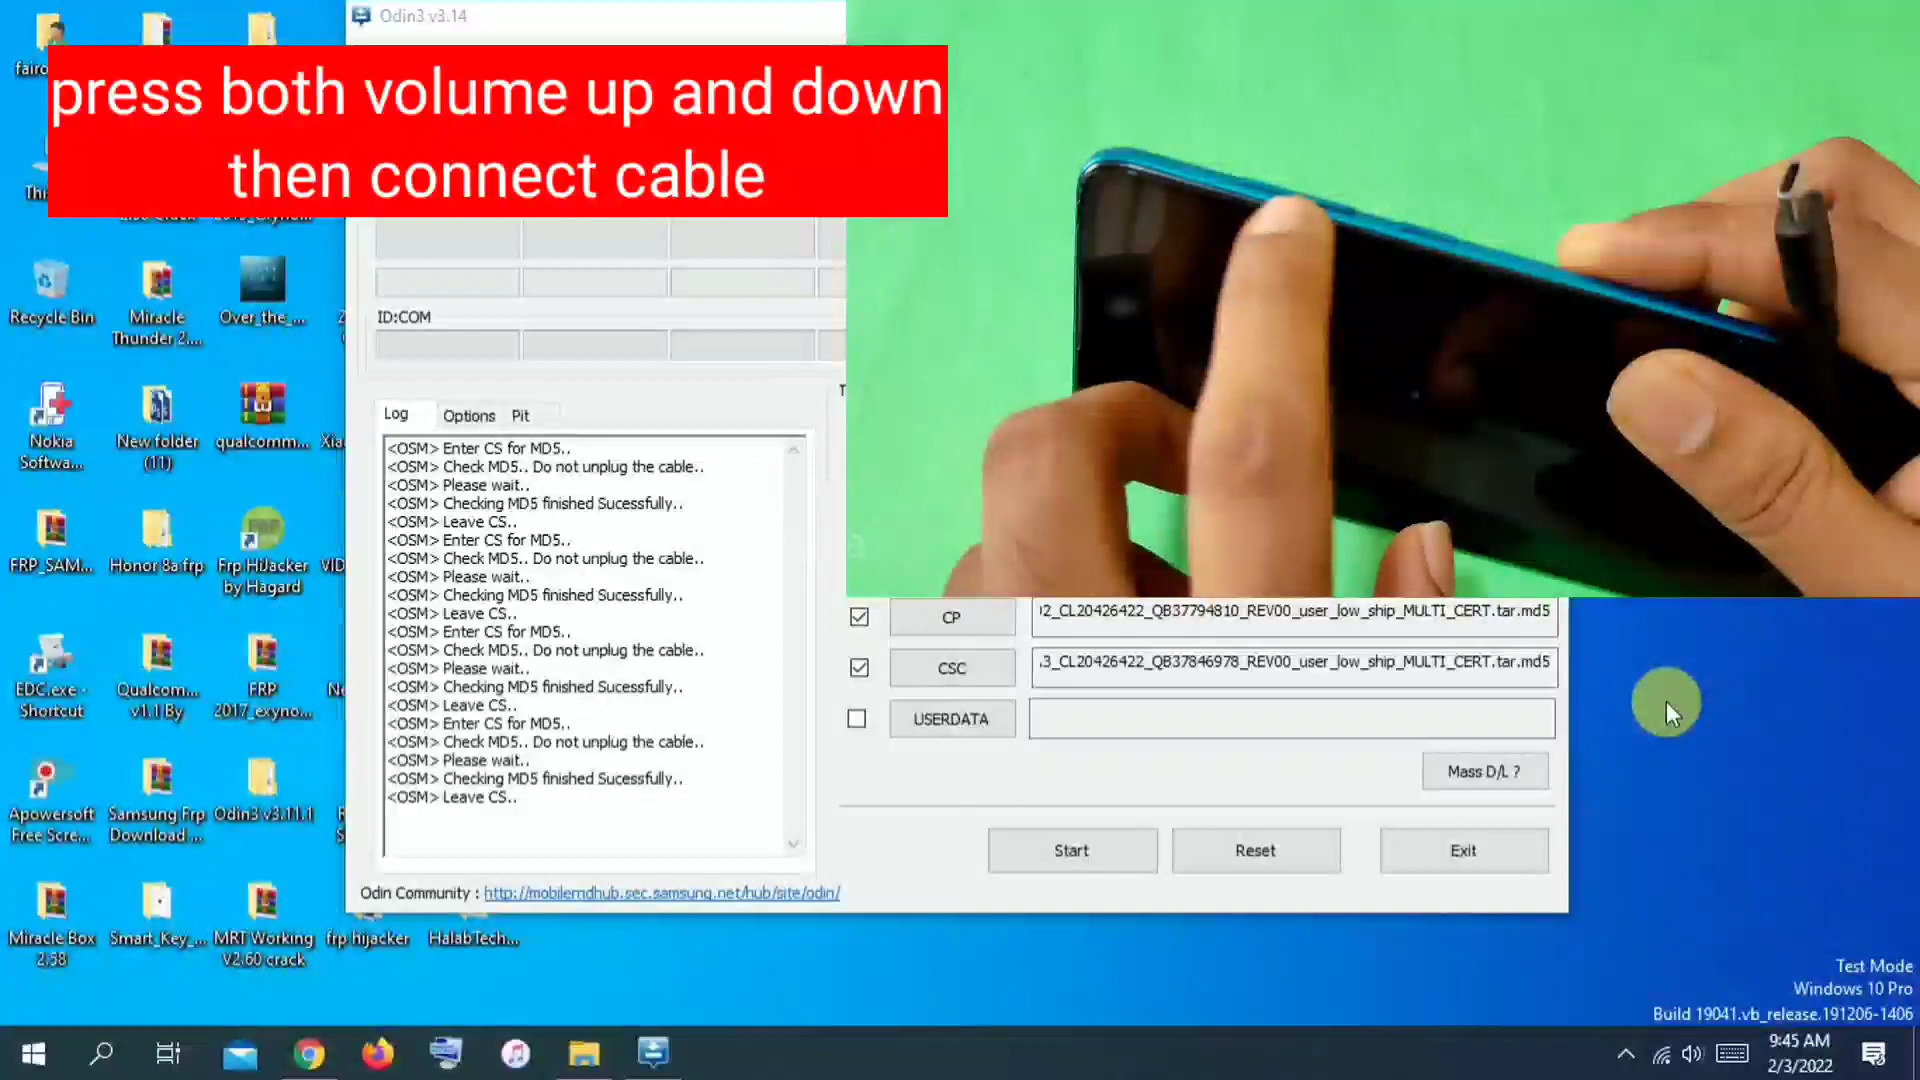 Odin3 v3.14
press both volume up and down
then connect cable
ID:COM
Log
Options
Pit
<OSM> Enter CS for MD5..
<OSM> Check MD5.. Do not unplug the cable..
<OSM> Please wait..
<OSM> Checking MD5 finished Sucessfully..
<OSM> Leave CS..
<OSM> Enter CS for MD5..
<OSM> Check MD5.. Do not unplug the cable..
<OSM> Please wait..
<OSM> Checking MD5 finished Sucessfully..
<OSM> Leave CS..
<OSM> Enter CS for MD5..
<OSM> Check MD5.. Do not unplug the cable..
<OSM> Please wait..
<OSM> Checking MD5 finished Sucessfully..
<OSM> Leave CS..
<OSM> Enter CS for MD5..
<OSM> Check MD5.. Do not unplug the cable..
<OSM> Please wait..
<OSM> Checking MD5 finished Sucessfully..
<OSM> Leave CS..
CP
2_CL20426422_QB37794810_REV00_user_low_ship_MULTI_CERT.tar.md5
CSC
.3_CL20426422_QB37846978_REV00_user_low_ship_MULTI_CERT.tar.md5
USERDATA
Mass D/L ?
Start
Reset
Exit
Odin Community : http://mobilerndhub.sec.samsung.net/hub/site/odin/
Recycle Bin
Miracle
Thunder 2....
Over_the_...
Nokia
Softwa...
New folder
(11)
qualcomm...
FRP_SAM...
Honor 8a frp
Frp HiJacker
by Hagard
VID
EDC.exe -
Shortcut
Qualcom...
v1.1 By
FRP
2017_exyno...
Apowersoft
Free Scre...
Samsung Frp
Download ...
Odin3 v3.11.1
Miracle Box
2.58
Smart_Key_...
MRT Working
V2.60 crack
frp hijacker
HalabTech...
Test Mode
Windows 10 Pro
Build 19041.vb_release.191206-1406
9:45 AM
2/3/2022